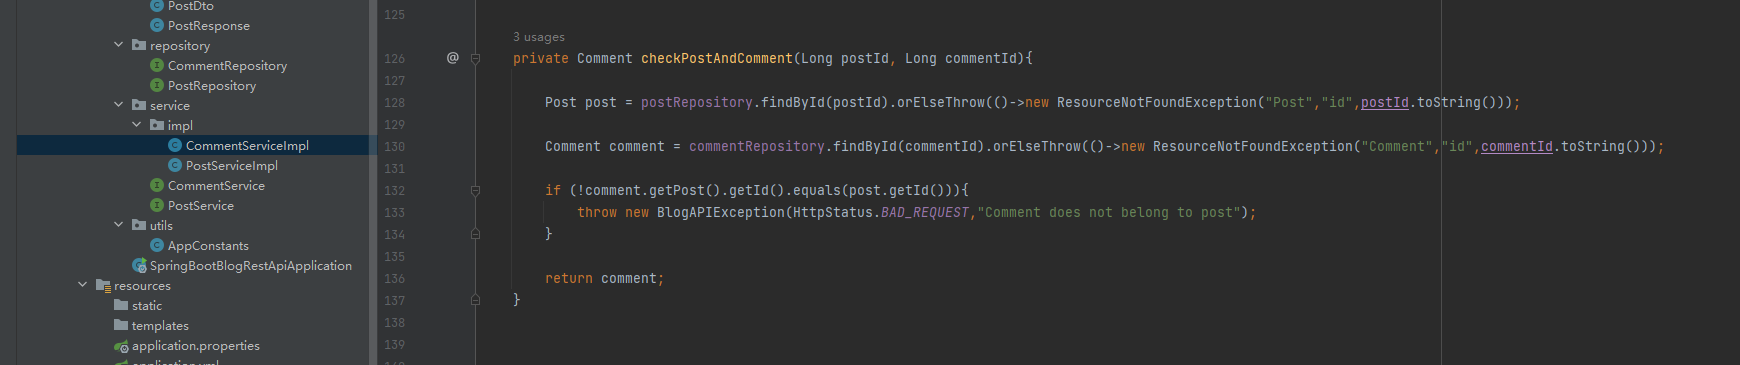 PostDto
PostResponse
repository
CommentRepository
PostRepository
service
impl
CommentServiceImpl
PostServiceImpl
CommentService
PostService
utils
AppConstants
SpringBootBlogRestApiApplication
resources
static
templates
application.properties
application.yml
125
3 usages
126 @ private Comment checkPostAndComment(Long postId, Long commentId){
127
128 Post post = postRepository.findById(postId).orElseThrow(()->new ResourceNotFoundException("Post","id",postId.toString()));
129
130 Comment comment = commentRepository.findById(commentId).orElseThrow(()->new ResourceNotFoundException("Comment","id",commentId.toString()));
131
132 if (!comment.getPost().getId().equals(post.getId())){
133 throw new BlogAPIException(HttpStatus.BAD_REQUEST,"Comment does not belong to post");
134 }
135
136 return comment;
137 }
138
139